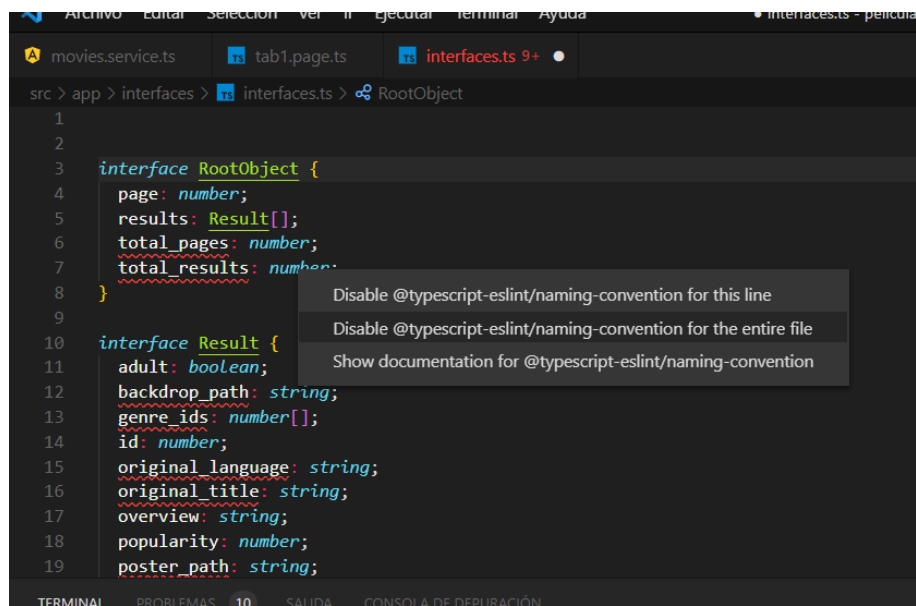 Archivo Editar Selección Ver Ir Ejecutar Terminal Ayuda ● interfaces.ts - pelicula
movies.service.ts TS tab1.page.ts TS interfaces.ts 9+ ●
src > app > interfaces > TS interfaces.ts > RootObject
1
2
3 interface RootObject {
4 page: number;
5 results: Result[];
6 total_pages: number;
7 total_results: number;
8 }
Disable @typescript-eslint/naming-convention for this line
Disable @typescript-eslint/naming-convention for the entire file
Show documentation for @typescript-eslint/naming-convention
9
10 interface Result {
11 adult: boolean;
12 backdrop_path: string;
13 genre_ids: number[];
14 id: number;
15 original_language: string;
16 original_title: string;
17 overview: string;
18 popularity: number;
19 poster_path: string;
TERMINAL PROBLEMAS 10 SALIDA CONSOLA DE DEPURACIÓN